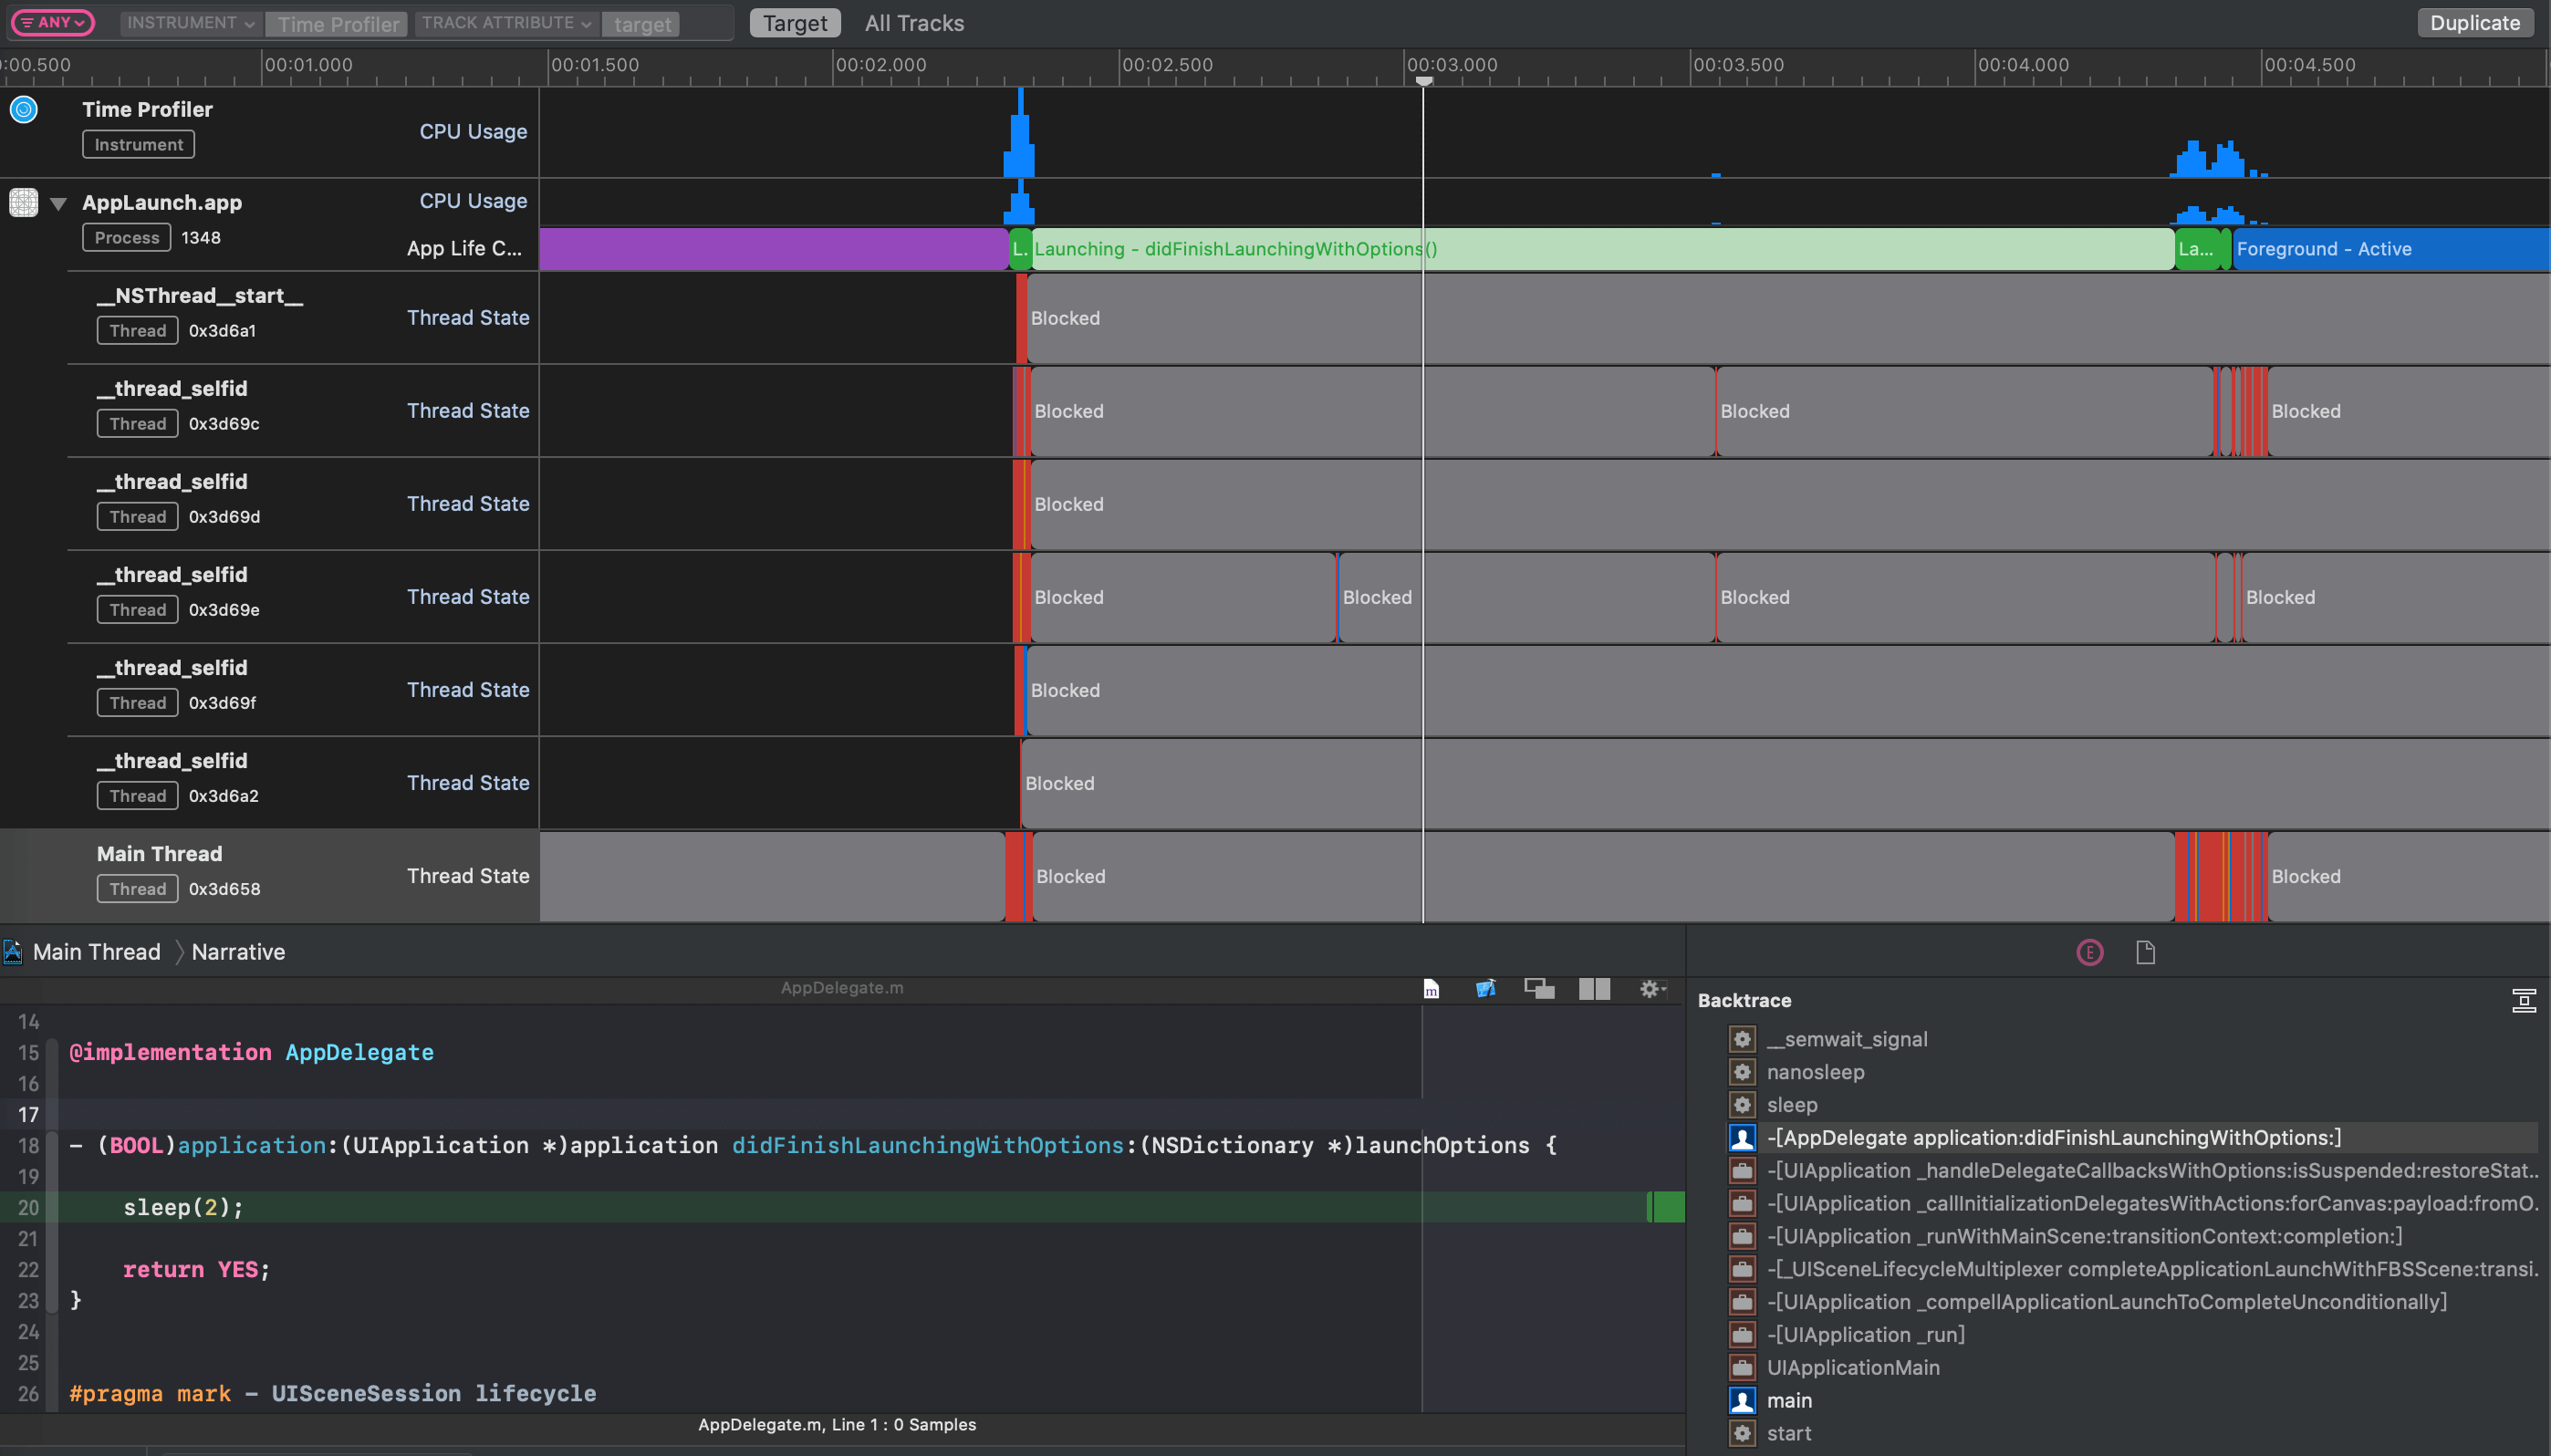 ANY INSTRUMENT Time Profiler TRACK ATTRIBUTE target Target All Tracks Duplicate
:00.500 00:01.000 00:01.500 00:02.000 00:02.500 00:03.000 00:03.500 00:04.000 00:04.500
Time Profiler
Instrument
CPU Usage
AppLaunch.app
Process 1348
CPU Usage
App Life C...
L. Launching - didFinishLaunchingWithOptions() La... Foreground - Active
__NSThread__start__
Thread 0x3d6a1
Thread State
Blocked
__thread_selfid
Thread 0x3d69c
Thread State
Blocked Blocked Blocked
__thread_selfid
Thread 0x3d69d
Thread State
Blocked
__thread_selfid
Thread 0x3d69e
Thread State
Blocked Blocked Blocked Blocked
__thread_selfid
Thread 0x3d69f
Thread State
Blocked
__thread_selfid
Thread 0x3d6a2
Thread State
Blocked
Main Thread
Thread 0x3d658
Thread State
Blocked Blocked
Main Thread Narrative
AppDelegate.m
m
14
15 @implementation AppDelegate
16
17
18 - (BOOL)application:(UIApplication *)application didFinishLaunchingWithOptions:(NSDictionary *)launchOptions {
19
20 sleep(2);
21
22 return YES;
23 }
24
25
26 #pragma mark - UISceneSession lifecycle
AppDelegate.m, Line 1 : 0 Samples
E
Backtrace
__semwait_signal
nanosleep
sleep
-[AppDelegate application:didFinishLaunchingWithOptions:]
-[UIApplication _handleDelegateCallbacksWithOptions:isSuspended:restoreStat..
-[UIApplication _callInitializationDelegatesWithActions:forCanvas:payload:fromO.
-[UIApplication _runWithMainScene:transitionContext:completion:]
-[_UISceneLifecycleMultiplexer completeApplicationLaunchWithFBSScene:transi.
-[UIApplication _compellApplicationLaunchToCompleteUnconditionally]
-[UIApplication _run]
UIApplicationMain
main
start